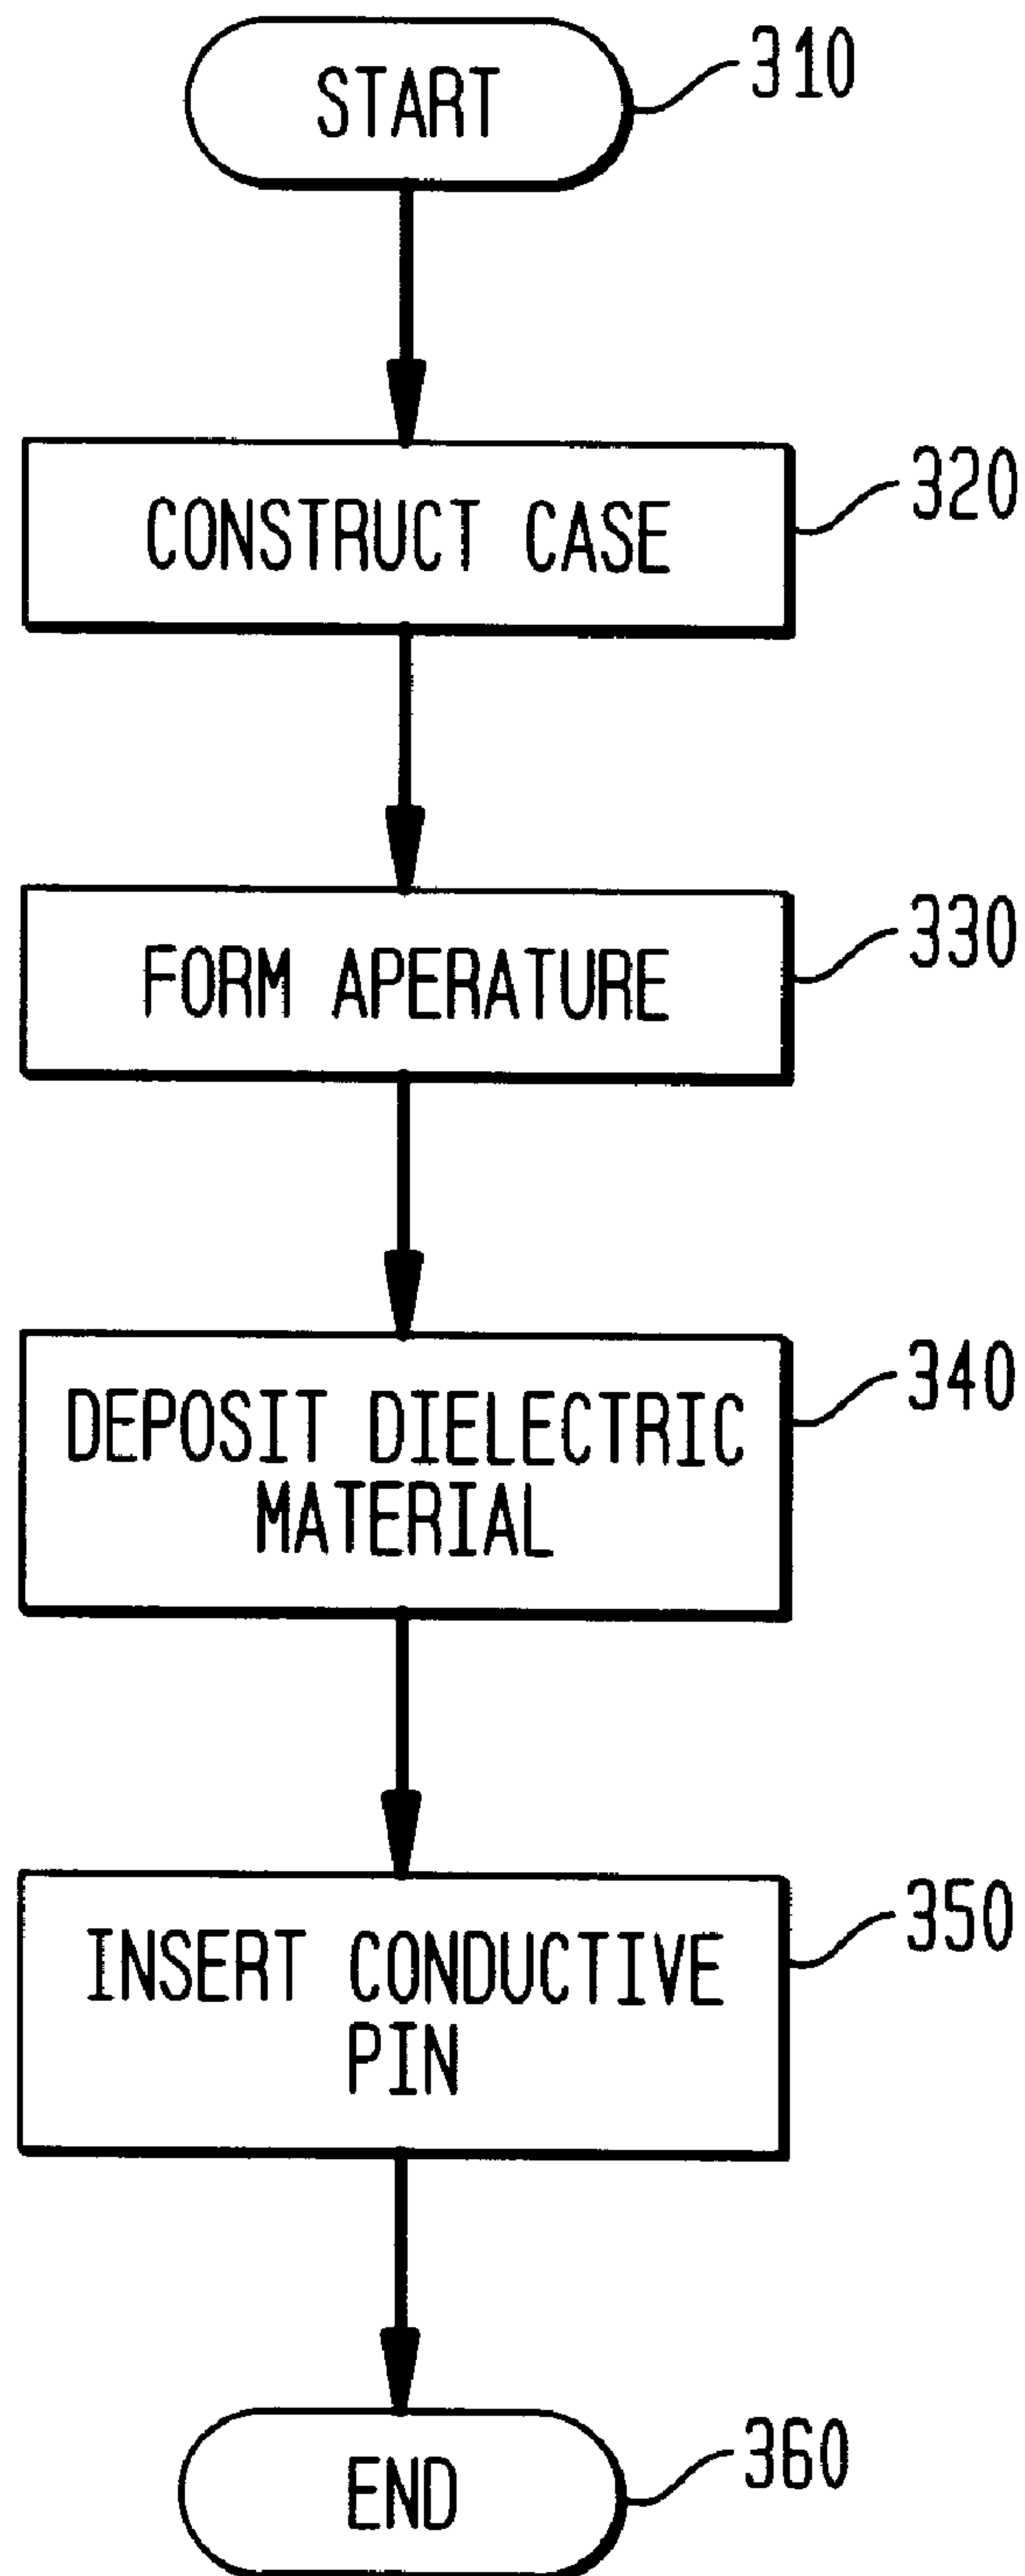 START
310
CONSTRUCT CASE
320
FORM APERATURE
330
DEPOSIT DIELECTRIC
MATERIAL
340
INSERT CONDUCTIVE
PIN
350
END
360